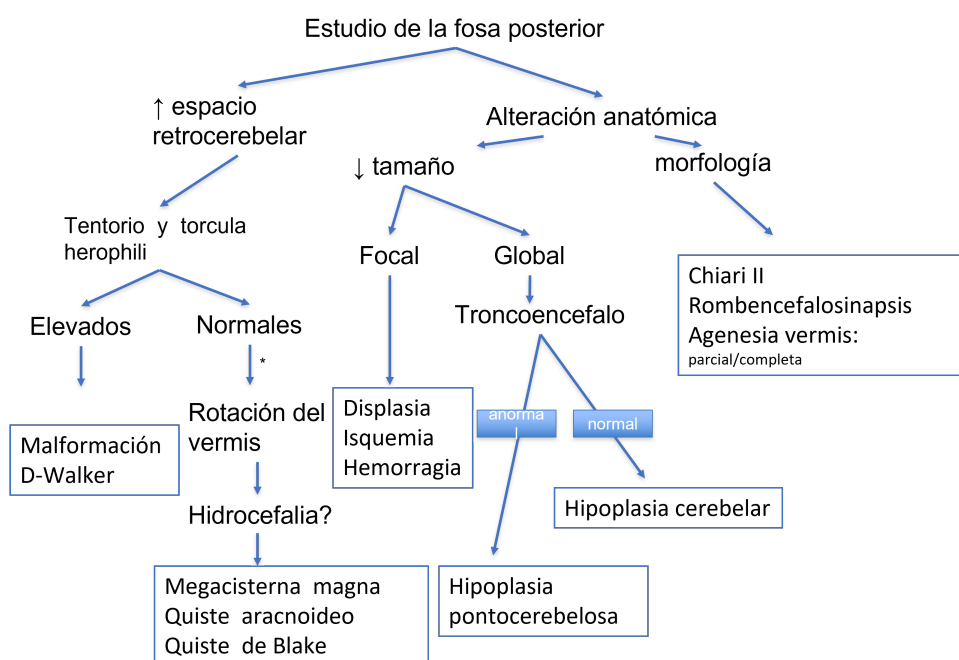 Estudio de la fosa posterior
↑ espacio
retrocerebelar
Alteración anatómica
↓ tamaño
morfología
Tentorio y torcula
herophili
Focal
Global
Chiari II
Rombencefalosinapsis
Agenesia vermis:
parcial/completa
Elevados
Normales
Troncoencefalo
*
Rotación del
vermis
Displasia
Isquemia
Hemorragia
anorma
l
normal
Malformación
D-Walker
Hidrocefalia?
Hipoplasia cerebelar
Megacisterna magna
Quiste aracnoideo
Quiste de Blake
Hipoplasia
pontocerebelosa